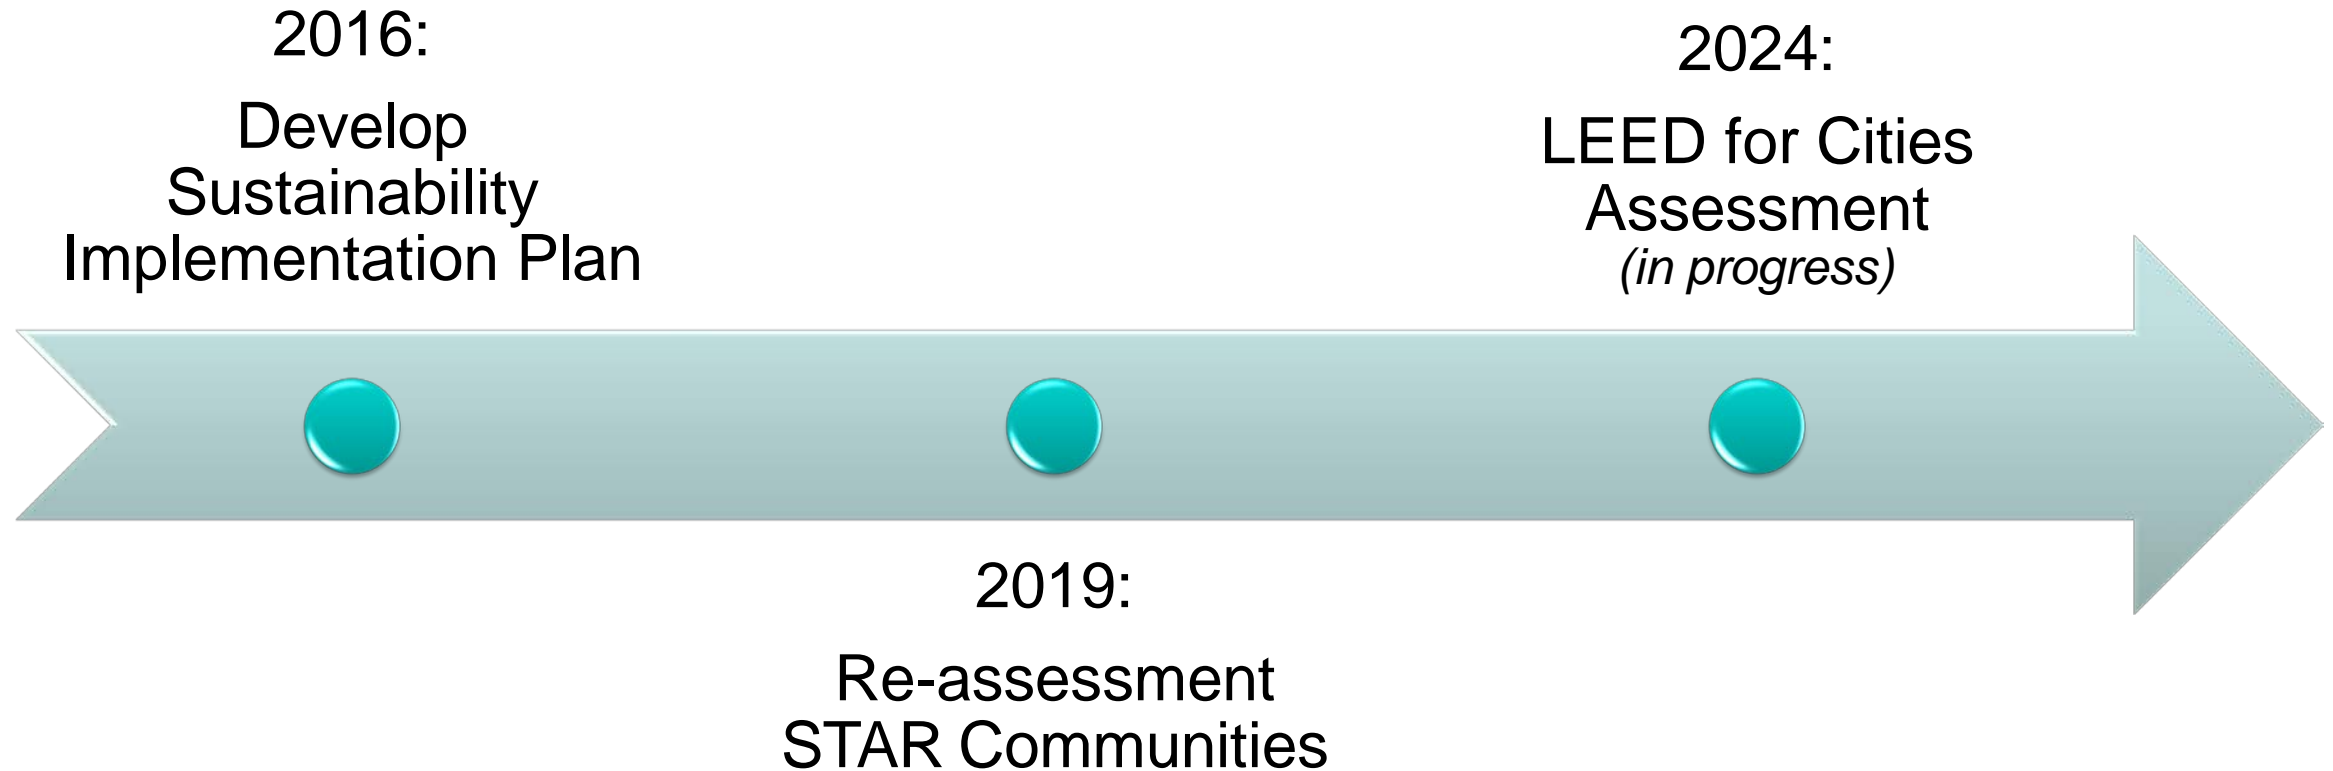 2016:
Develop
Sustainability
Implementation Plan
2019:
Re-assessment
STAR Communities
2024:
LEED for Cities
Assessment
(in progress)